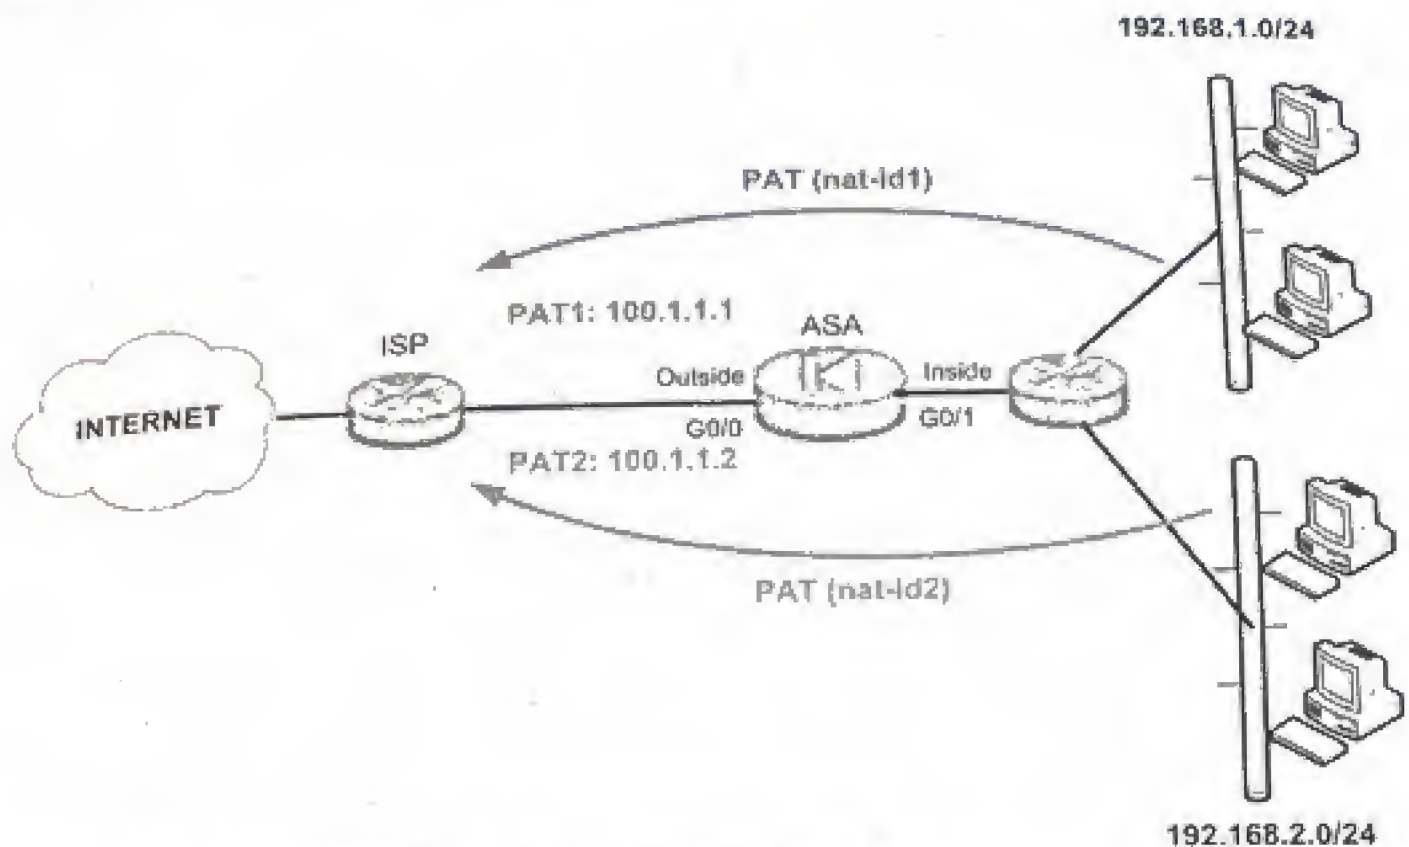 192.168.1.0/24
PAT (nat-id1)
PAT1: 100.1.1.1
ASA
ISP
Outside
Inside
INTERNET
G0/0
G0/1
PAT2: 100.1.1.2
PAT (nat-id2)
192.168.2.0/24